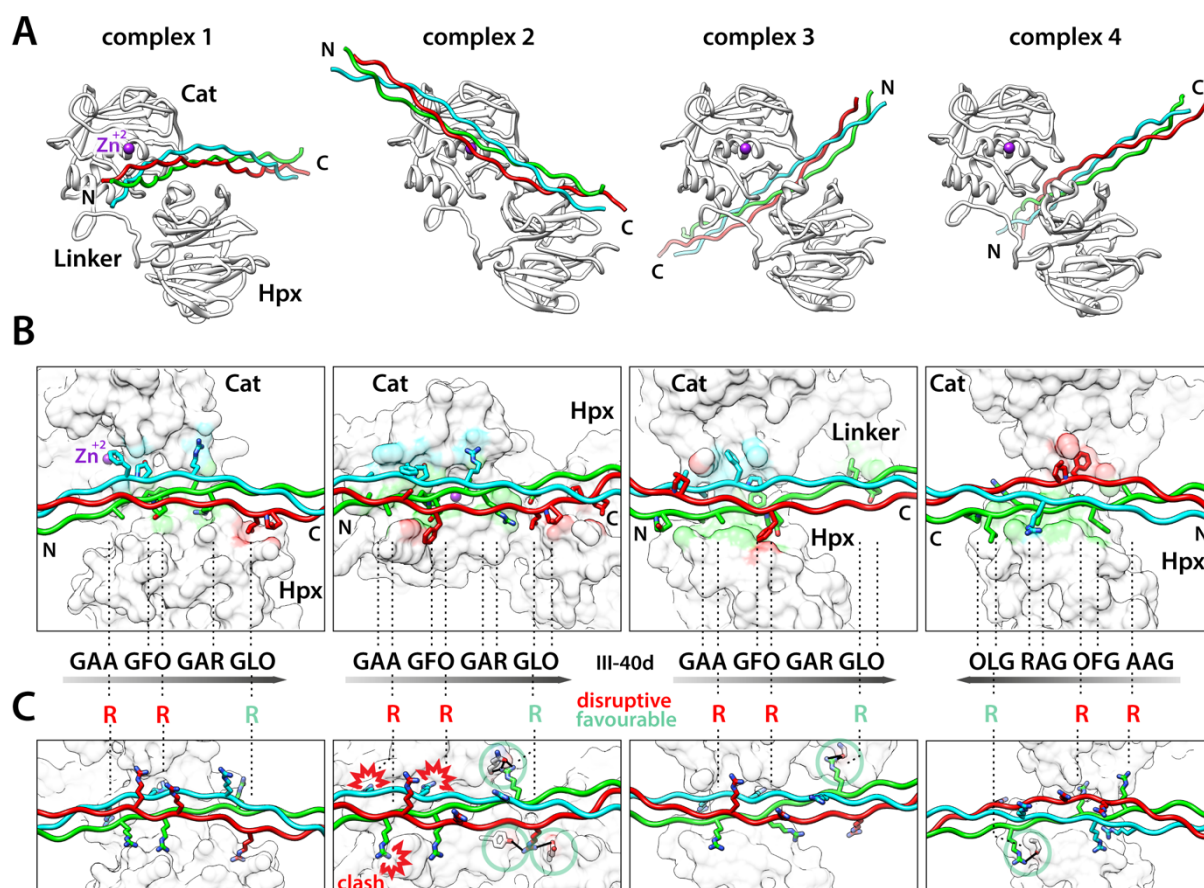 A
complex 1
complex 2
complex 3
complex 4
N
N
C
Cat
Zn+2
C
N
Linker
C
N
Hpx
C
B
Cat
Cat
Hpx
Cat
Linker
Cat
Zn+2
N
C
Hpx
N
C
N
C
Hpx
C
N
Hpx
GAA GFO GAR GLO
GAA GFO GAR GLO
III-40d
GAA GFO GAR GLO
OLG RAG OFG AAG
C
R R R
R R R
disruptive
favourable
R R R
R R R
clash